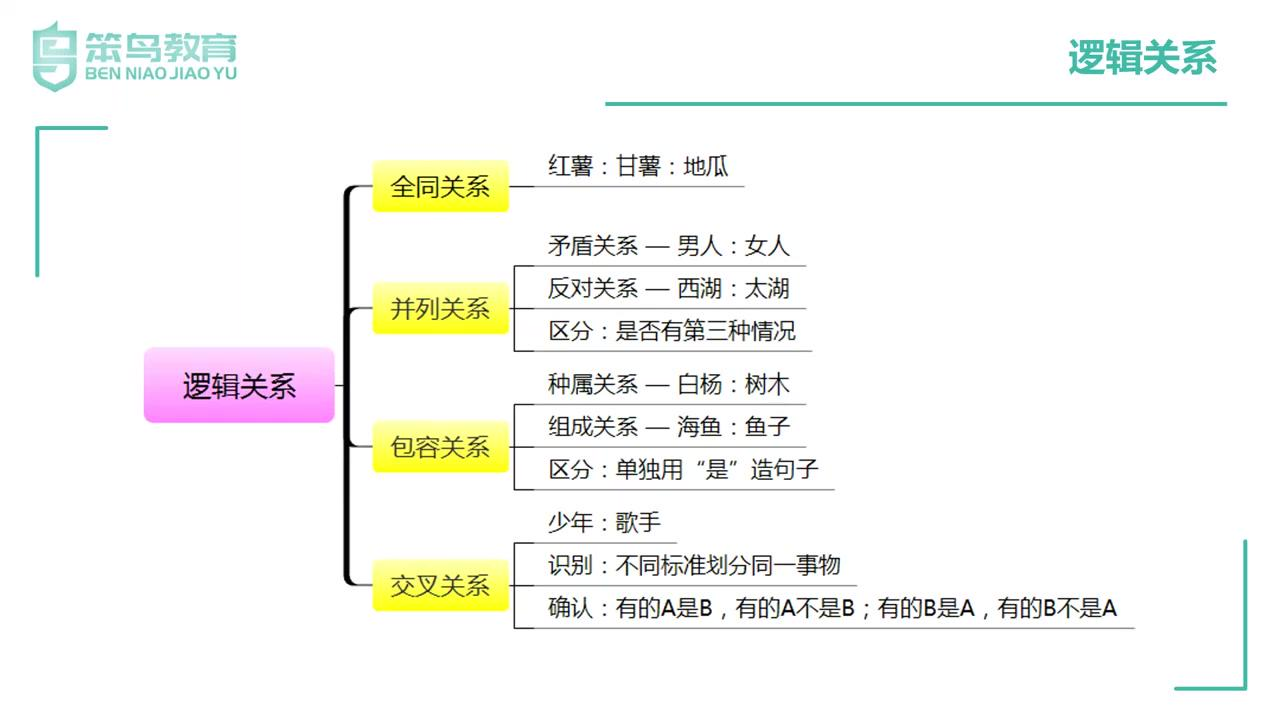 笨鸟教育
BEN NIAO JIAO YU
逻辑关系
逻辑关系
全同关系
红薯：甘薯：地瓜
并列关系
矛盾关系 — 男人：女人
反对关系 — 西湖：太湖
区分：是否有第三种情况
包容关系
种属关系 — 白杨：树木
组成关系 — 海鱼：鱼子
区分：单独用“是”造句子
交叉关系
少年：歌手
识别：不同标准划分同一事物
确认：有的A是B，有的A不是B；有的B是A，有的B不是A